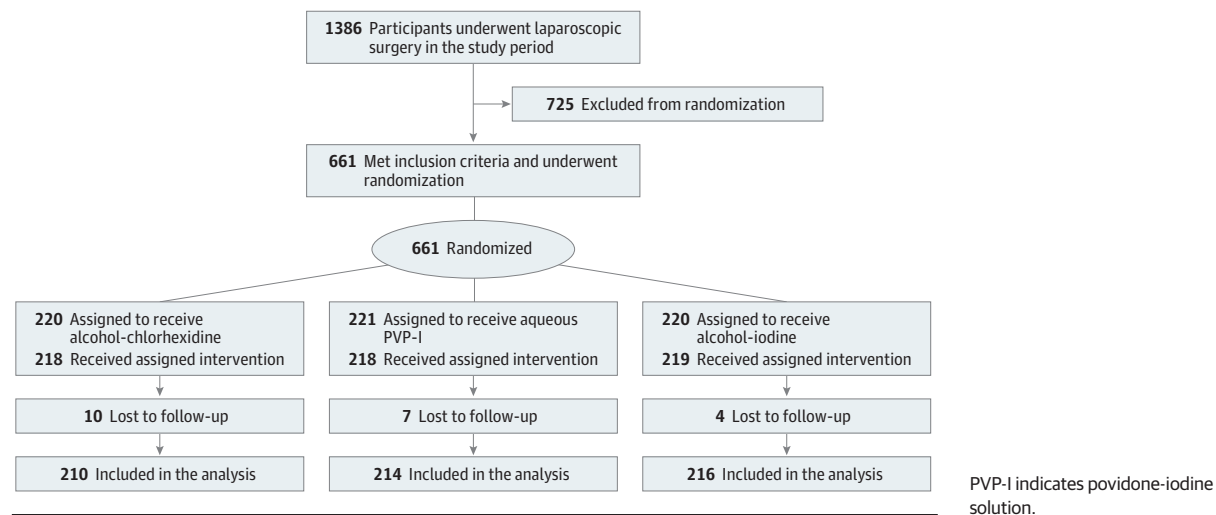 1386 Participants underwent laparoscopic
surgery in the study period
725 Excluded from randomization
661 Met inclusion criteria and underwent
randomization
661 Randomized
220 Assigned to receive
alcohol-chlorhexidine
218 Received assigned intervention
221 Assigned to receive aqueous
PVP-I
218 Received assigned intervention
220 Assigned to receive
alcohol-iodine
219 Received assigned intervention
10 Lost to follow-up
7 Lost to follow-up
4 Lost to follow-up
210 Included in the analysis
214 Included in the analysis
216 Included in the analysis
PVP-I indicates povidone-iodine
solution.